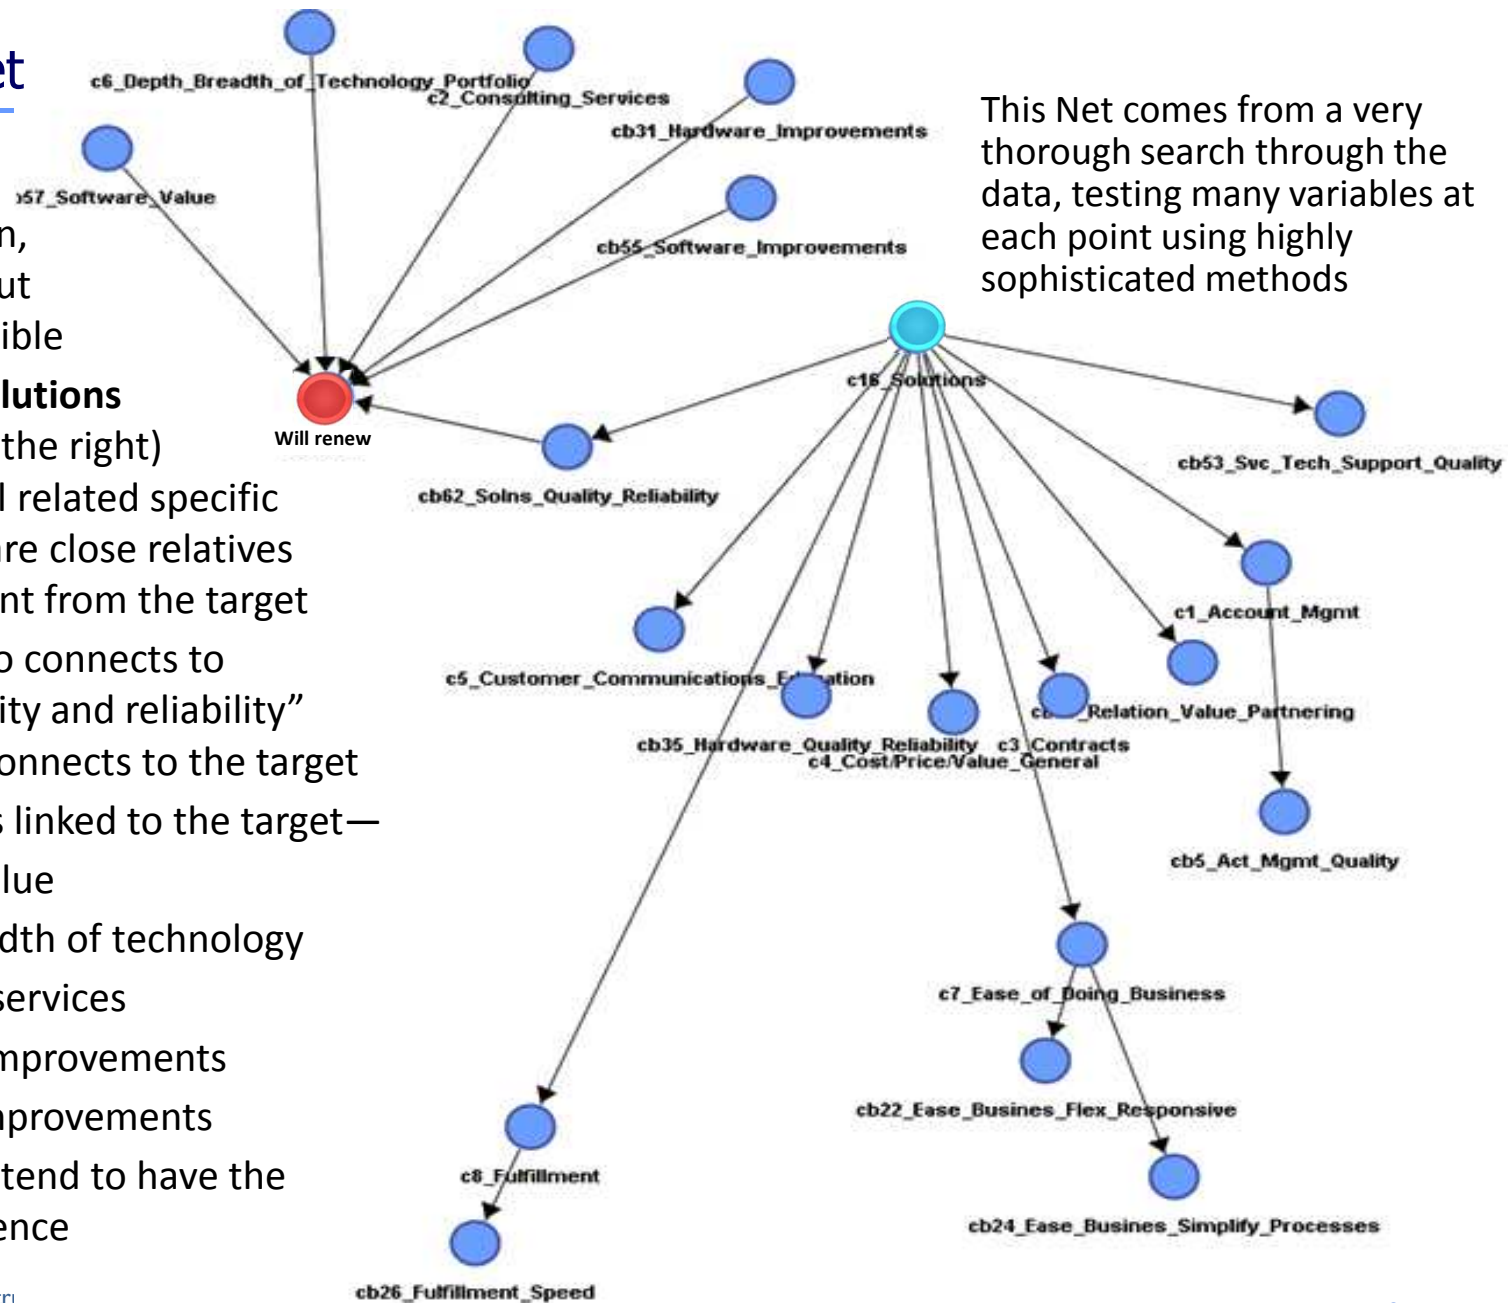 et
This Net comes from a very
thorough search through the
data, testing many variables at
each point using highly
sophisticated methods
n,
ut
ible
lutions
the right)
l related specific
are close relatives
nt from the target
o connects to
ity and reliability”
onnects to the target
s linked to the target—
lue
dth of technology
services
mprovements
nprovements
tend to have the
ence
c6_Depth_Breadth_of_Technology_Portfolio
c2_Consulting_Services
cb31_Hardware_Improvements
b57_Software_Value
cb55_Software_Improvements
c16_Solutions
Will renew
cb53_Svc_Tech_Support_Quality
cb62_Solns_Quality_Reliability
c1_Account_Mgmt
c5_Customer_Communications_Education
Relation_Value_Partnering
cb35_Hardware_Quality_Reliability
c3_Contracts
c4_Cost/Price/Value_General
cb5_Act_Mgmt_Quality
c7_Ease_of_Doing_Business
cb22_Ease_Busines_Flex_Responsive
c8_Fulfillment
cb24_Ease_Busines_Simplify_Processes
cb26_Fulfillment_Speed